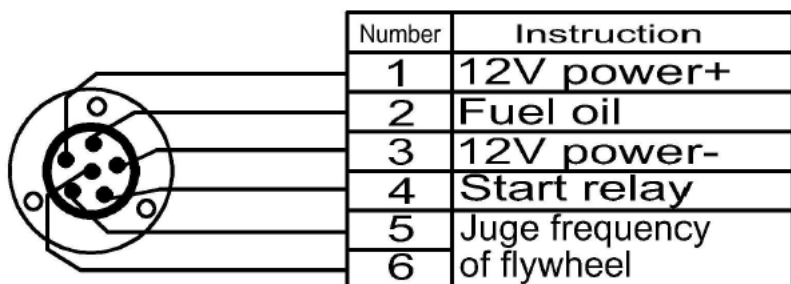 Number Instruction
1 12V power+
2 Fuel oil
3 12V power-
4 Start relay
5 Juge frequency
6 of flywheel